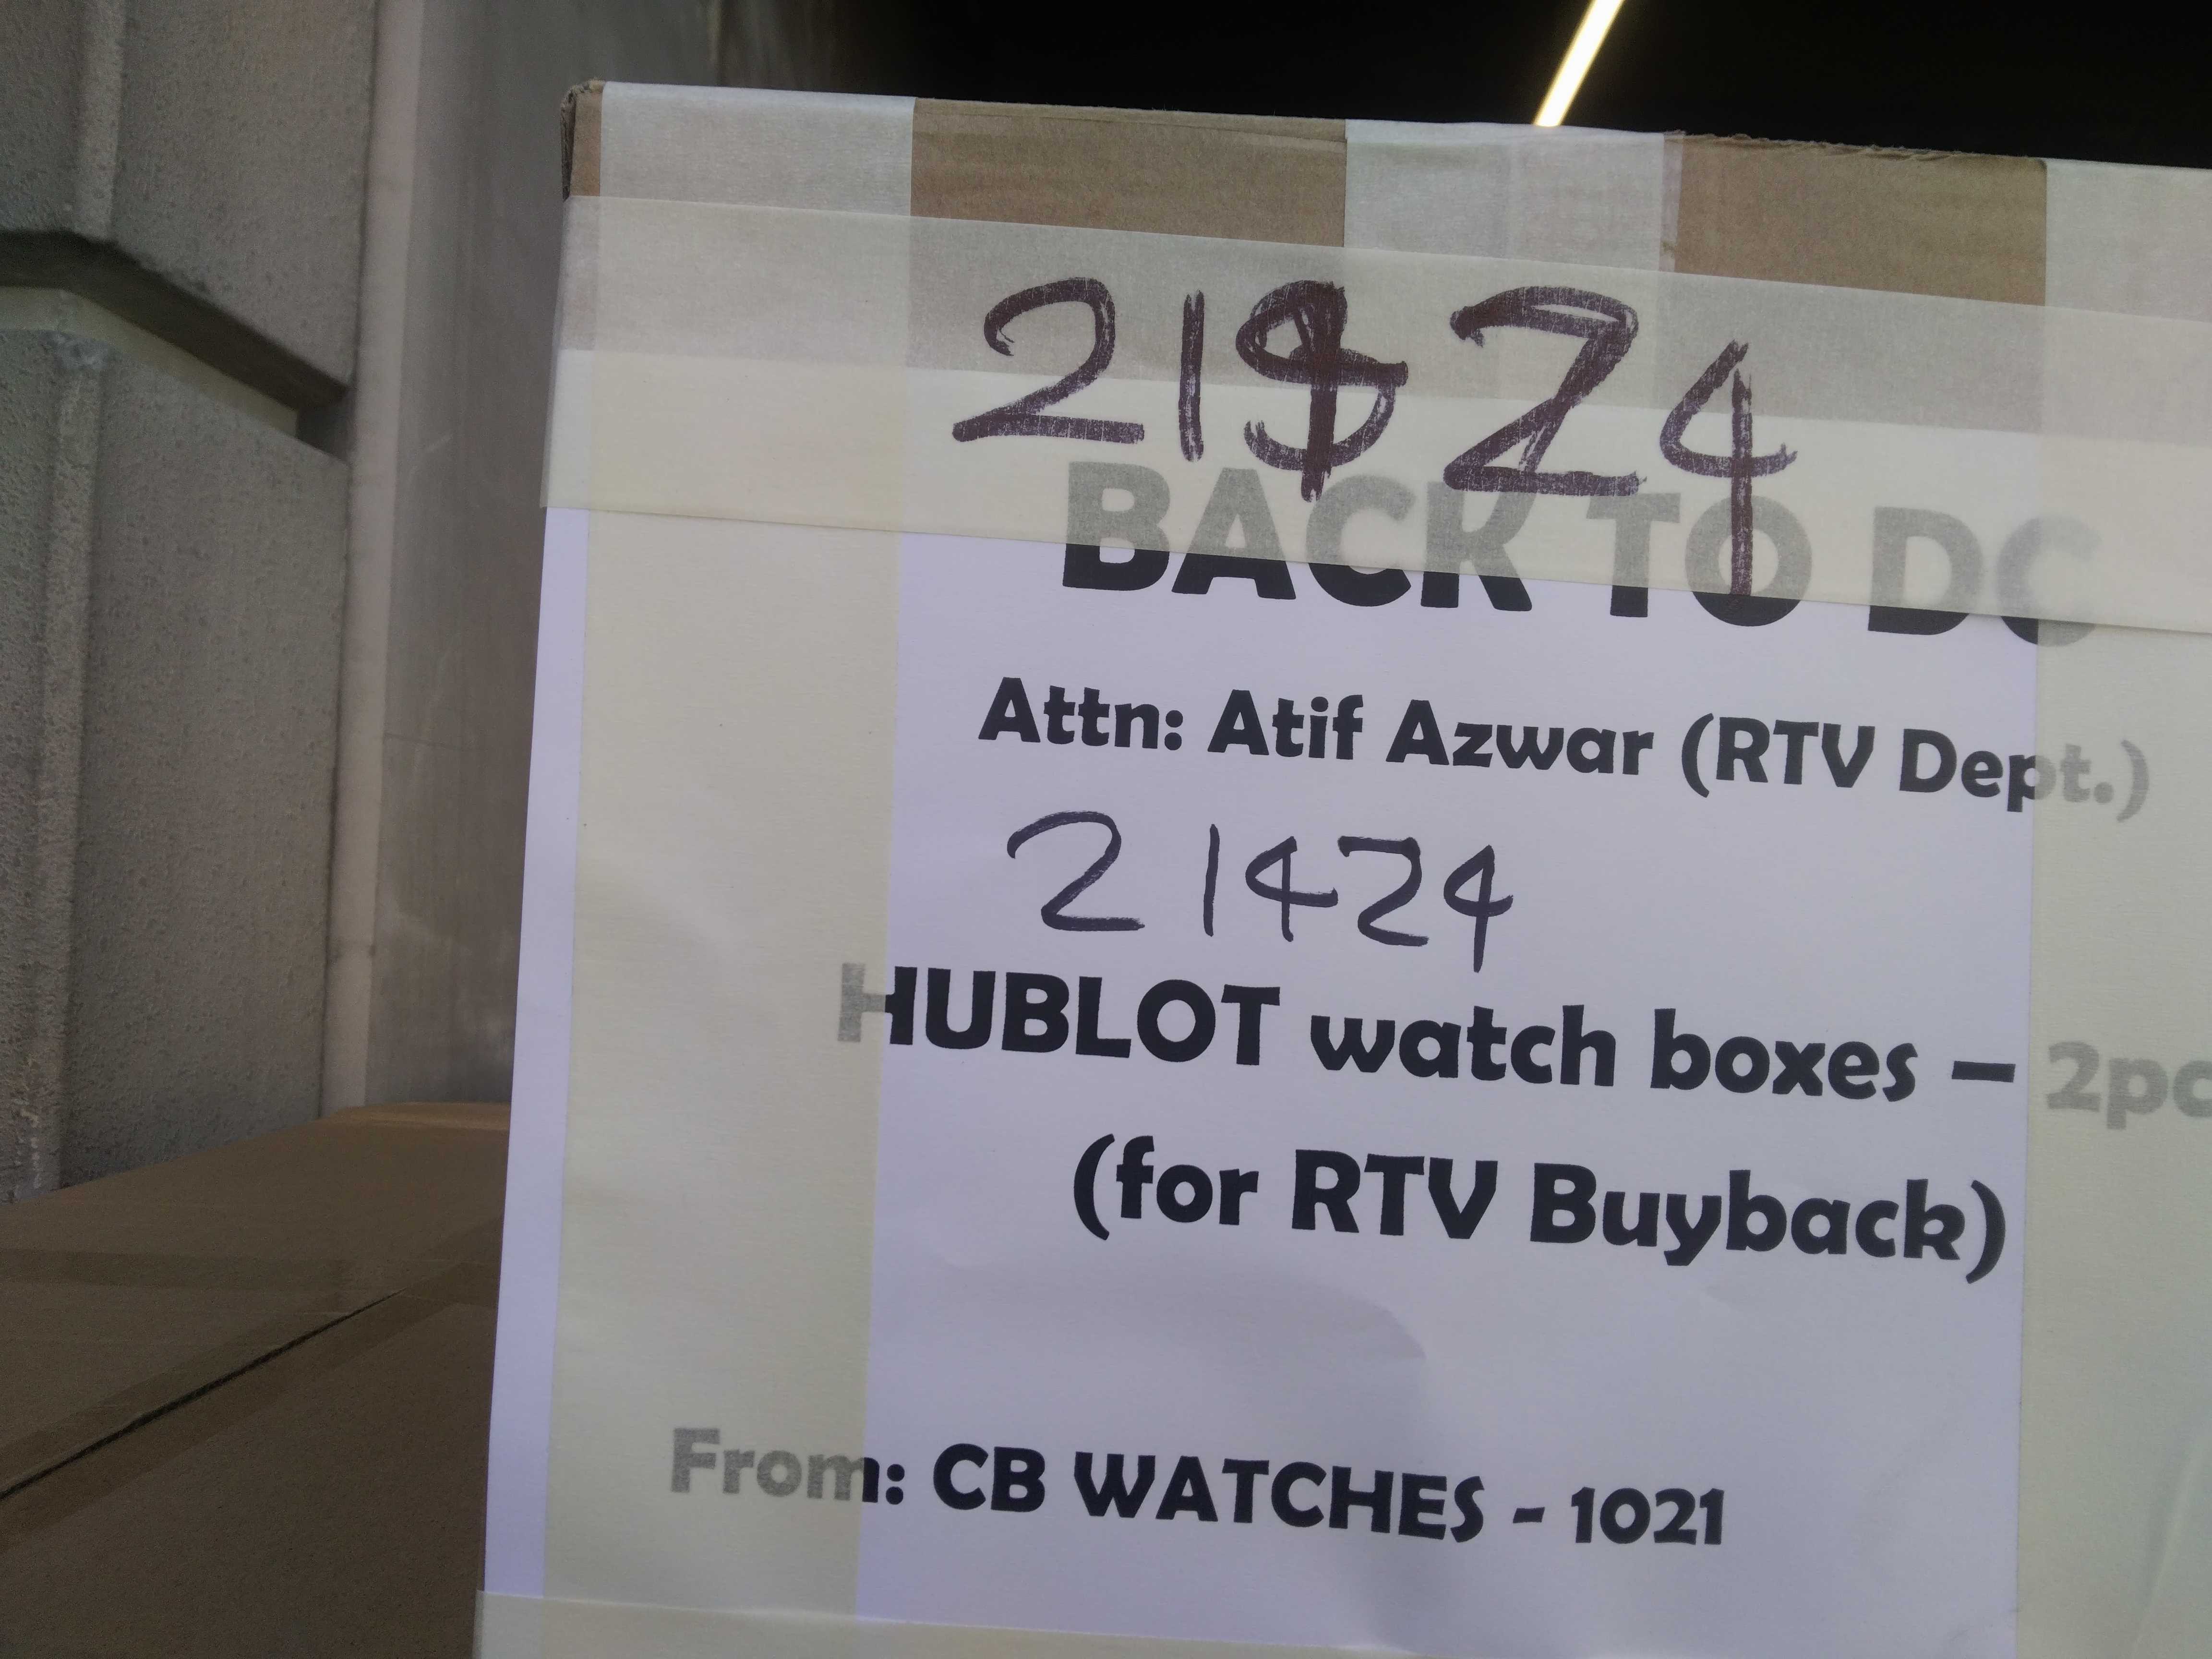 21424
BACK TO DC
Attn: Atif Azwar (RTV Dept.)
21424
HUBLOT watch boxes – 2pc
(for RTV Buyback)
From: CB WATCHES - 1021